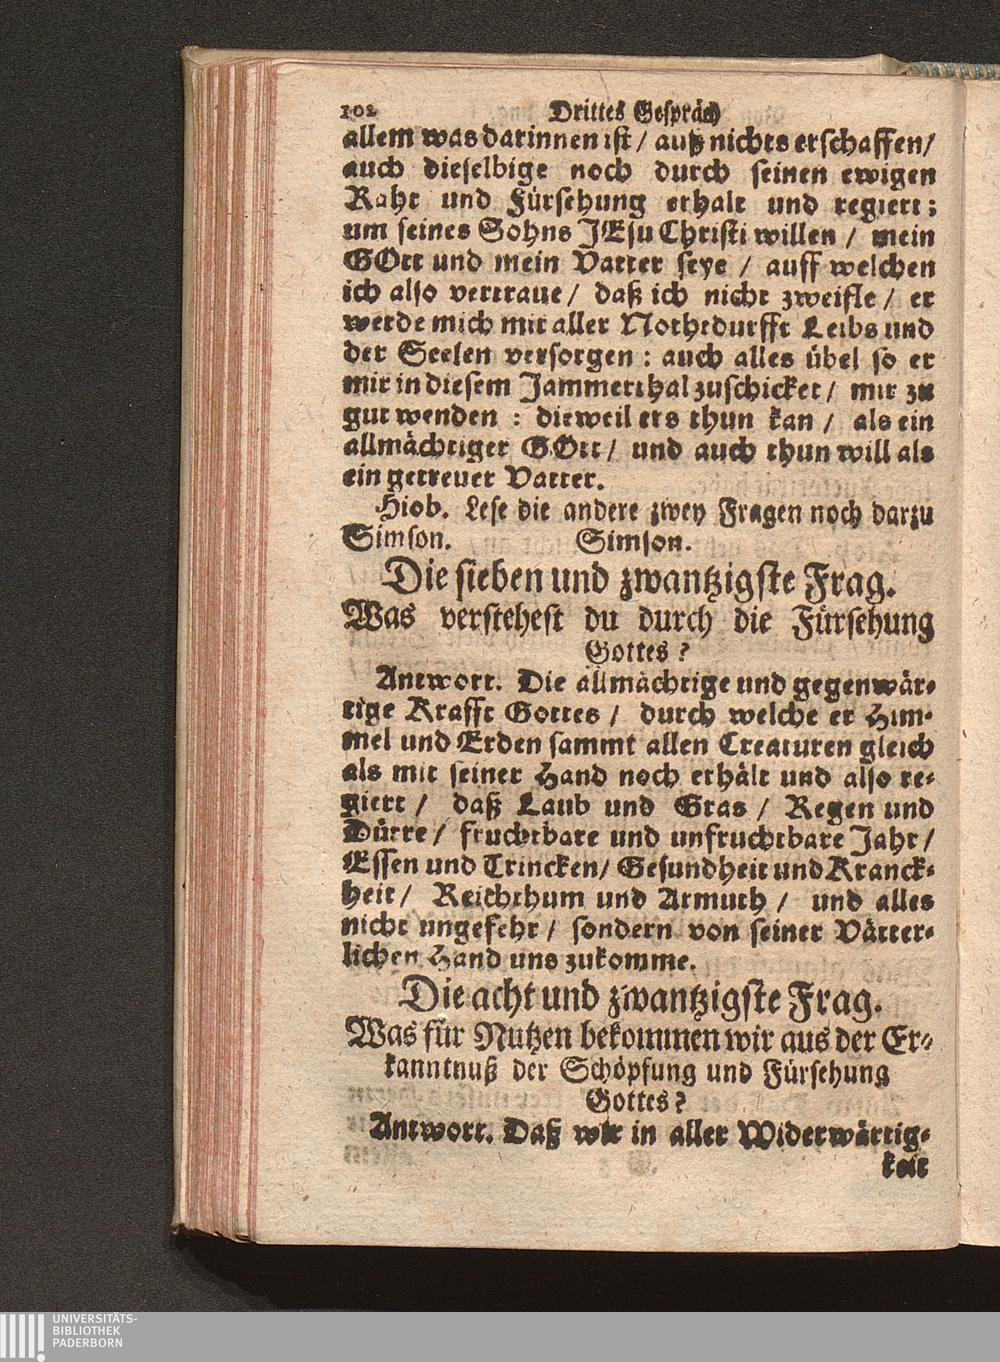 102 Drittes Gespräch
allem was darinnen ist / auß nichts erschaffen /
auch dieselbige noch durch seinen ewigen
Raht und Fürsehung erhalt und regiert;
um seines Sohns JEsu Christi willen / mein
GOtt und mein Vatter seye / auff welchen
ich also vertraue / daß ich nicht zweifle / er
werde mich mit aller Nothtdurfft Leibs und
der Seelen versorgen : auch alles übel so er
mir in diesem Jammerthal zuschicket / mir zu
gut wenden : dieweil ers thun kan / als ein
allmächtiger GOtt / und auch thun will als
ein getreuer Vatter.
Hiob. Lese die andere zwey Fragen noch darzu
Simson. Simson.
Die sieben und zwantzigste Frag.
Was verstehest du durch die Fürsehung
Gottes ?
Antwort. Die allmächtige und gegenwär-
tige Krafft Gottes / durch welche er Him-
mel und Erden sammt allen Creaturen gleich
als mit seiner Hand noch erhält und also re-
giert / daß Laub und Gras / Regen und
Dürre / fruchtbare und unfruchtbare Jahr /
Essen und Trincken / Gesundheit und Kranck-
heit / Reichthum und Armuth / und alles
nicht ungefehr / sondern von seiner Vätter-
lichen Hand uns zukomme.
Die acht und zwantzigste Frag.
Was für Nutzen bekommen wir aus der Er-
kanntnuß der Schöpfung und Fürsehung
Gottes ?
Antwort. Daß wir in aller Widerwärtig-
keit
UNIVERSITÄTS-
BIBLIOTHEK
PADERBORN